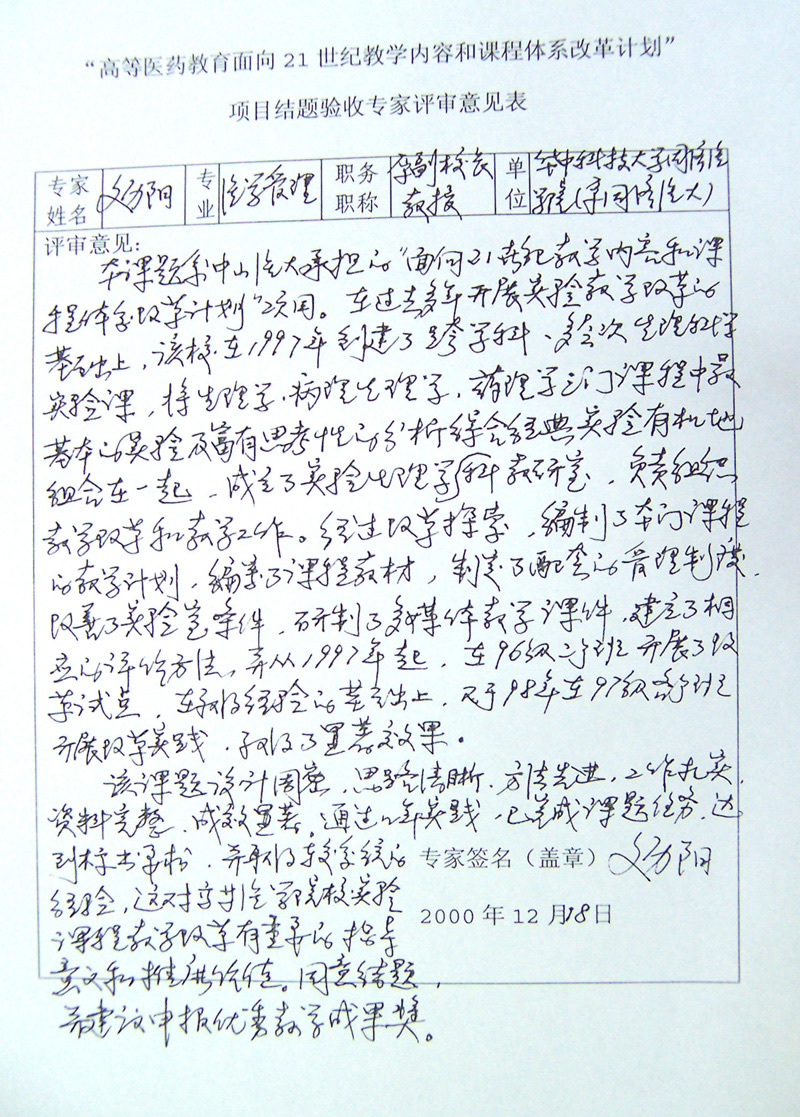 “高等医药教育面向21世纪教学内容和课程体系改革计划”
项目结题验收专家评审意见表
专家姓名 文历阳 专业 医学管理 职务职称 原副校长 教授 单位 华中科技大学同济医学院(原同济医大)
评审意见:
本课题系中山医大承担的“面向21世纪教学内容和课
程体系改革计划”项目。在过去多年开展实验教学改革的
基础上，该校在1997年创建了跨学科、多层次生理科学
实验课，将生理学、病理生理学、药理学三门课程中最
基本的实验及富有思考性的分析综合经典实验有机地
组合在一起，成立了实验生理学科教研室，负责组织
教学改革和教学工作。经过改革探索，编制了本门课程
的教学计划，编写了课程教材，制定了配套的管理制度，
改善了实验室条件，研制了多媒体教学课件，建立了相
应的评价方法，并从1997年起，在96级二个班开展了改
革试点，在取得经验的基础上，又于98年在97级各班
开展改革实践，取得了显著效果。
该课题设计周密，思路清晰，方法先进，工作扎实，
资料完整，成效显著。通过几年实践，已完成课题任务，达
到标书字标，并取得较系统的
经验，这对我国医学院校实验
课程教学改革有重要的指导
意义和推广价值。同意结题，
并建议申报优秀教学成果奖。
专家签名（盖章） 文历阳
2000年12月18日